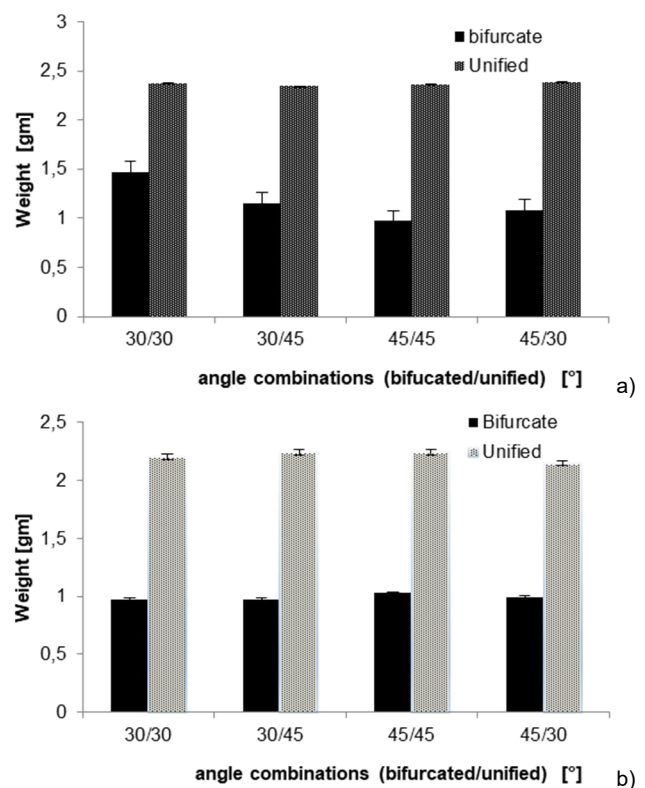 3
2,5
2
1,5
1
0,5
0
Weight [gm]
bifurcate
Unified
30/30 30/45 45/45 45/30
angle combinations (bifucated/unified) [°]
a)
2,5
2
1,5
1
0,5
0
Weight [gm]
Bifurcate
Unified
30/30 30/45 45/45 45/30
angle combinations (bifurcated/unified) [°]
b)